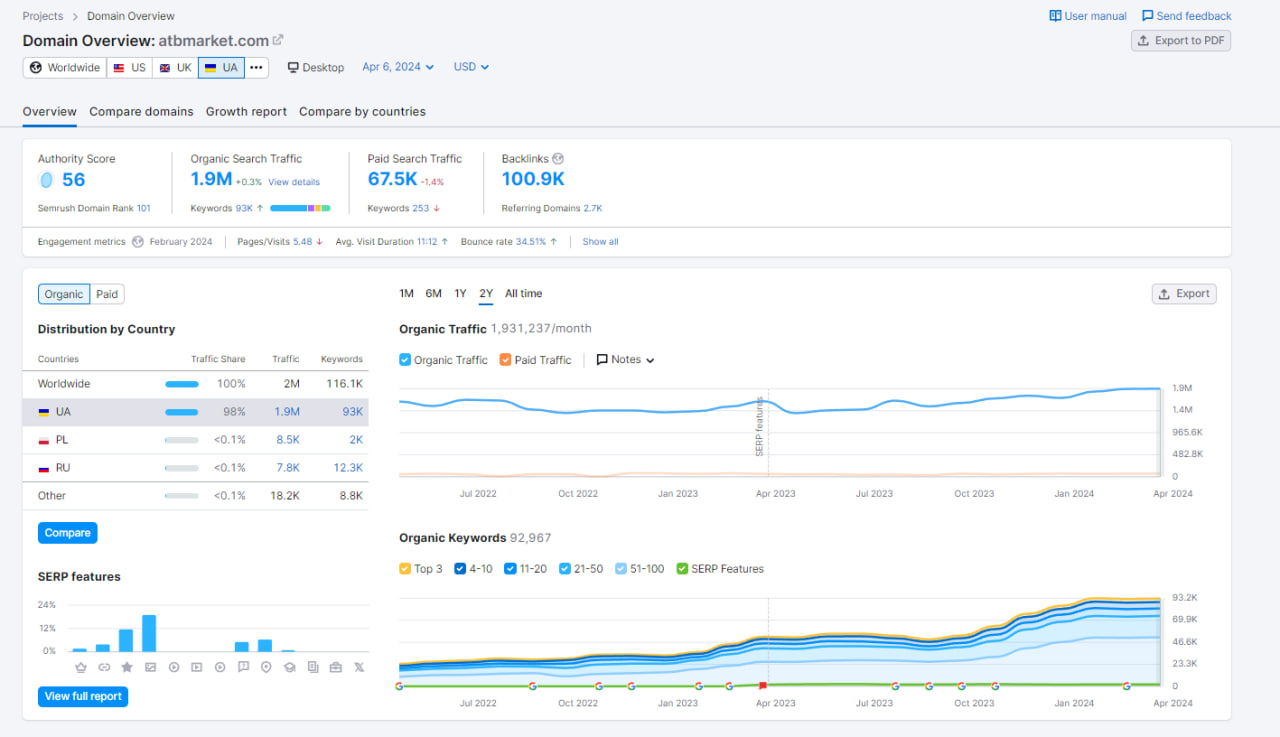 Projects > Domain Overview
User manual Send feedback
Domain Overview: atbmarket.com
Export to PDF
Worldwide US UK UA ••• Desktop Apr 6, 2024 USD
Overview Compare domains Growth report Compare by countries
Authority Score
56
Semrush Domain Rank 101
Organic Search Traffic
1.9M +0.3% View details
Keywords 93K ↑
Paid Search Traffic
67.5K -1.4%
Keywords 253 ↓
Backlinks
100.9K
Referring Domains 2.7K
Engagement metrics February 2024 Pages/Visits 5.48 ↓ Avg. Visit Duration 11:12 ↑ Bounce rate 34.51% ↑ Show all
Organic Paid
Distribution by Country
Countries Traffic Share Traffic Keywords
Worldwide 100% 2M 116.1K
UA 98% 1.9M 93K
PL <0.1% 8.5K 2K
RU <0.1% 7.8K 12.3K
Other <0.1% 18.2K 8.8K
Compare
SERP features
24%
12%
0%
View full report
1M 6M 1Y 2Y All time
Export
Organic Traffic 1,931,237/month
Organic Traffic Paid Traffic Notes
1.9M
1.4M
965.6K
482.8K
0
SERP features
Jul 2022 Oct 2022 Jan 2023 Apr 2023 Jul 2023 Oct 2023 Jan 2024 Apr 2024
Organic Keywords 92,967
Top 3 4-10 11-20 21-50 51-100 SERP Features
93.2K
69.9K
46.6K
23.3K
0
Jul 2022 Oct 2022 Jan 2023 Apr 2023 Jul 2023 Oct 2023 Jan 2024 Apr 2024